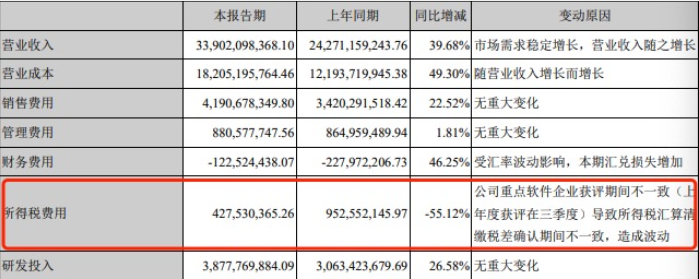 本报告期 上年同期 同比增减 变动原因
营业收入 33,902,098,368.10 24,271,159,243.76 39.68% 市场需求稳定增长，营业收入随之增长
营业成本 18,205,195,764.46 12,193,719,945.38 49.30% 随营业收入增长而增长
销售费用 4,190,678,349.80 3,420,291,518.42 22.52% 无重大变化
管理费用 880,577,747.56 864,959,489.94 1.81% 无重大变化
财务费用 -122,524,438.07 -227,972,206.73 46.25% 受汇率波动影响，本期汇兑损失增加
所得税费用 427,530,365.26 952,552,145.97 -55.12% 公司重点软件企业获评期间不一致（上
年度获评在三季度）导致所得税汇算清
缴税差确认期间不一致，造成波动
研发投入 3,877,769,884.09 3,063,423,679.69 26.58% 无重大变化